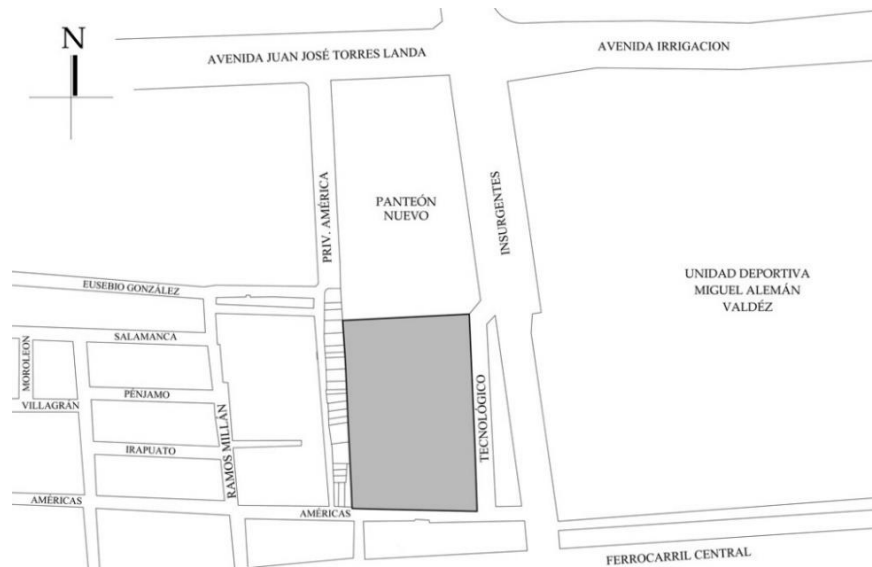 N
AVENIDA JUAN JOSÉ TORRES LANDA
AVENIDA IRRIGACION
PRIV. AMÉRICA
PANTEÓN
NUEVO
INSURGENTES
UNIDAD DEPORTIVA
MIGUEL ALEMÁN
VALDÉZ
EUSEBIO GONZÁLEZ
SALAMANCA
MOROLEON
PÉNJAMO
VILLAGRÁN
RAMOS MILLÁN
TECNOLÓGICO
IRAPUATO
AMÉRICAS
AMÉRICAS
FERROCARRIL CENTRAL